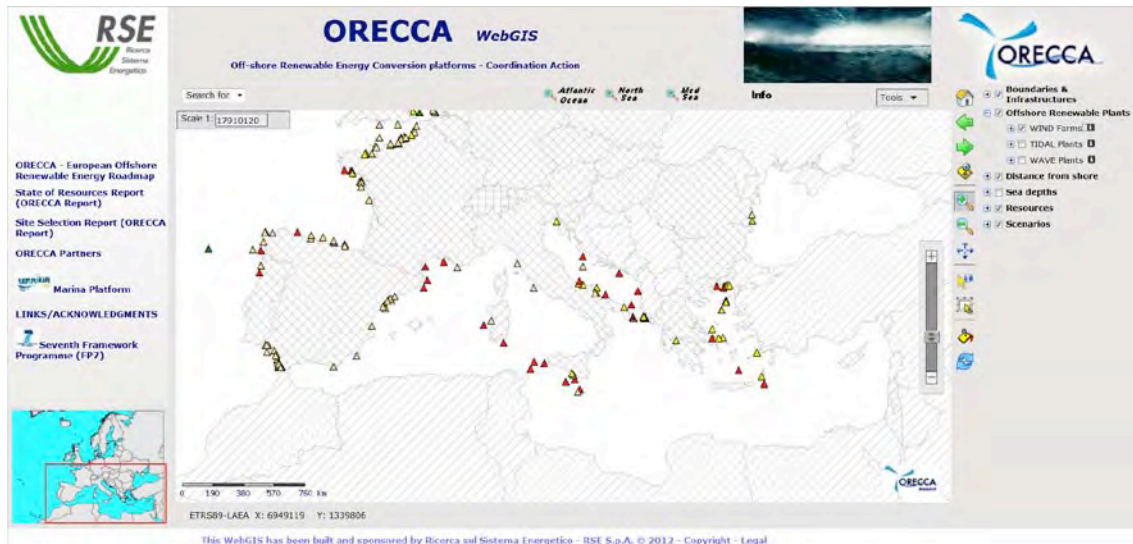 RSE
Ricerca
Sistema
Energetico
ORECCA WebGIS
Off-shore Renewable Energy Conversion platforms - Coordination Action
ORECCA
Search for
Atlantic
Ocean
North
Sea
Med
Sea
Info
Tools
Scale 1: 17910120
Boundaries &
Infrastructures
Offshore Renewable Plants
WIND Farms
TIDAL Plants
WAVE Plants
Distance from shore
Sea depths
Resources
Scenarios
ORECCA - European Offshore
Renewable Energy Roadmap
State of Resources Report
(ORECCA Report)
Site Selection Report (ORECCA
Report)
ORECCA Partners
Marina Platform
LINKS/ACKNOWLEDGMENTS
Seventh Framework
Programme (FP7)
0 190 380 570 760 km
ORECCA
ETRS89-LAEA X: 6949119 Y: 1339806
This WebGIS has been built and sponsored by Ricerca sul Sistema Energetico - RSE S.p.A. © 2012 - Copyright - Legal